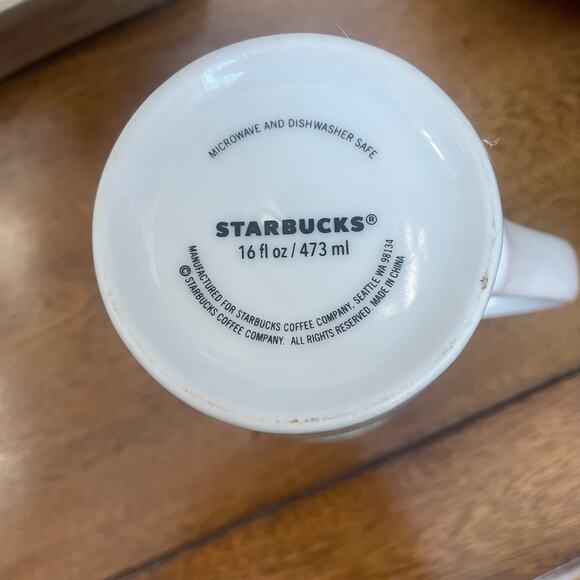 MICROWAVE AND DISHWASHER SAFE
STARBUCKS®
16 fl oz / 473 ml
MANUFACTURED FOR STARBUCKS COFFEE COMPANY, SEATTLE WA 98134
© STARBUCKS COFFEE COMPANY. ALL RIGHTS RESERVED. MADE IN CHINA